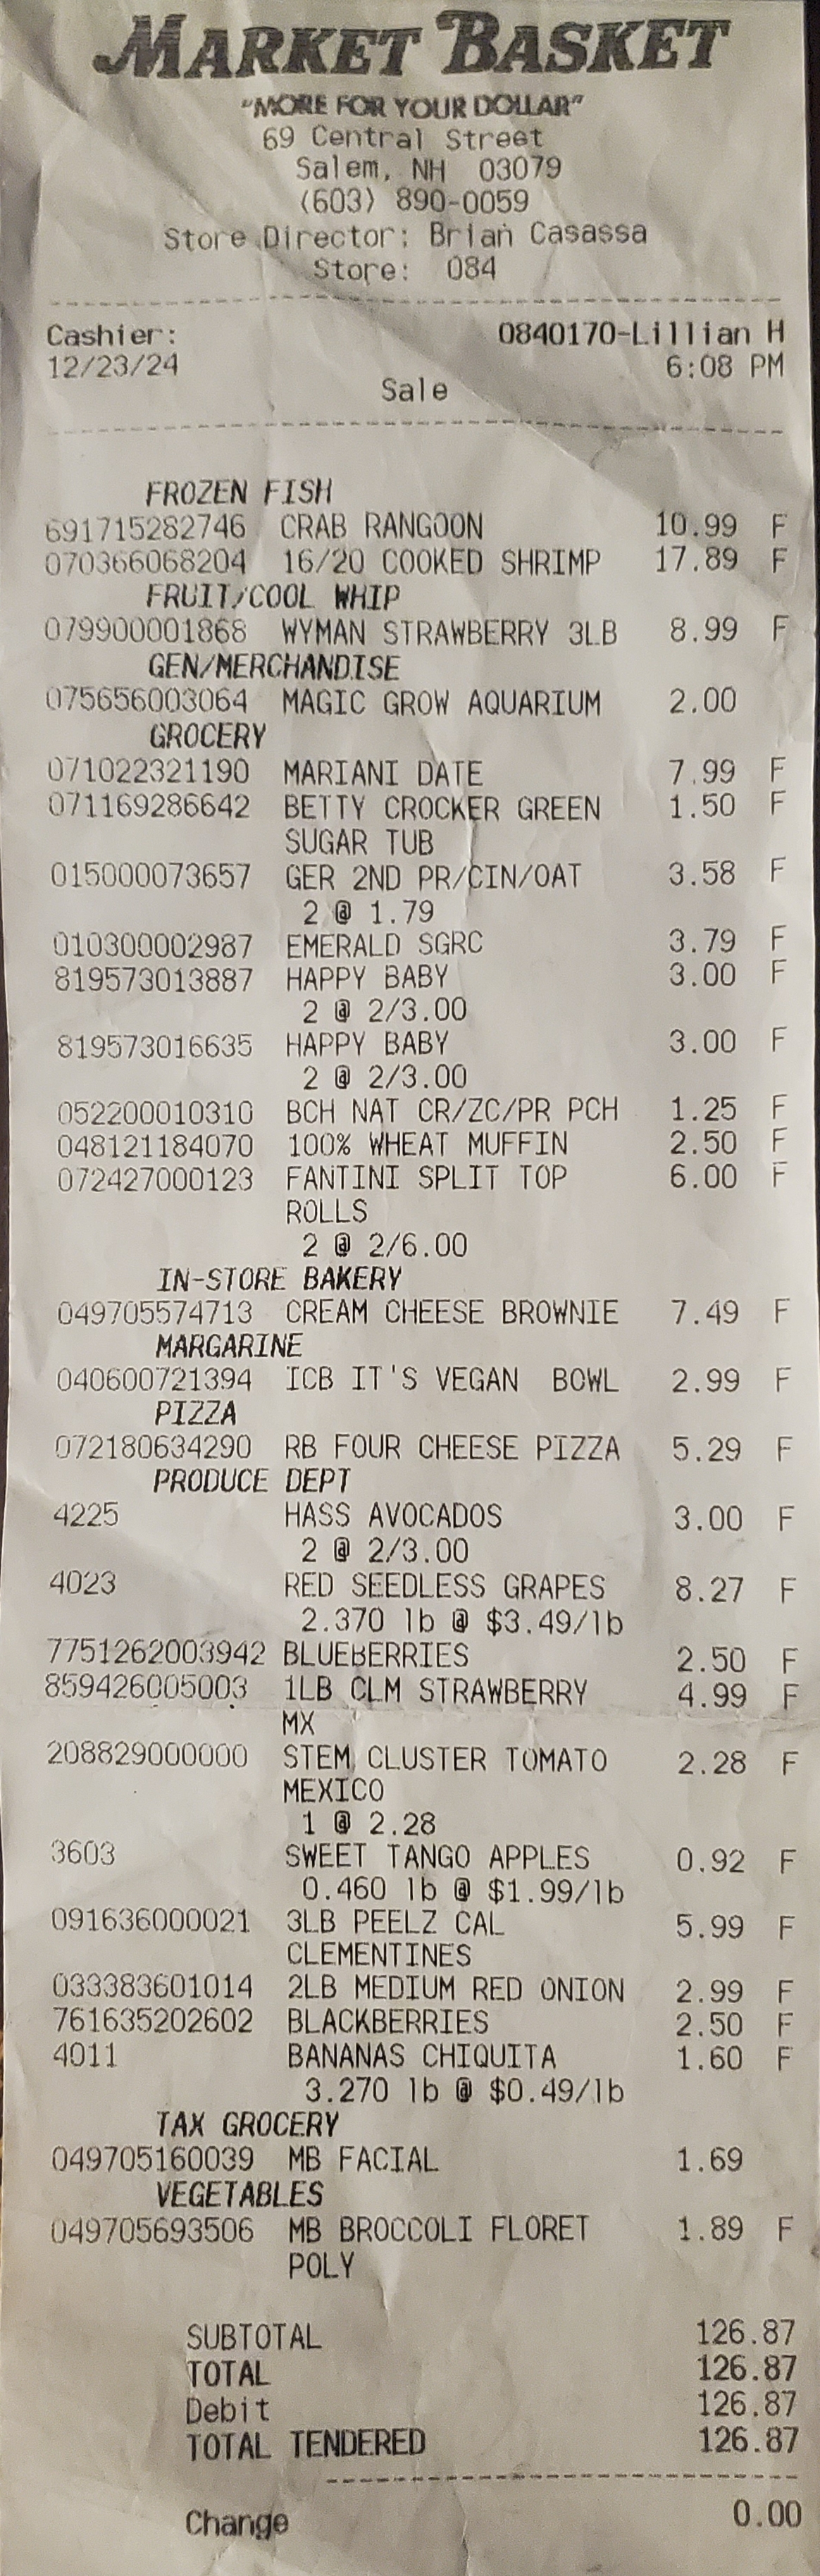 MARKET BASKET
"MORE FOR YOUR DOLLAR"
69 Central Street
Salem, NH 03079
(603) 890-0059
Store Director: Brian Casassa
Store: 084
Cashier: 0840170-Lillian H
12/23/24 6:08 PM
Sale
FROZEN FISH
691715282746 CRAB RANGOON 10.99 F
070366068204 16/20 COOKED SHRIMP 17.89 F
FRUIT/COOL WHIP
079900001868 WYMAN STRAWBERRY 3LB 8.99 F
GEN/MERCHANDISE
075656003064 MAGIC GROW AQUARIUM 2.00
GROCERY
071022321190 MARIANI DATE 7.99 F
071169286642 BETTY CROCKER GREEN 1.50 F
SUGAR TUB
015000073657 GER 2ND PR/CIN/OAT 3.58 F
2 @ 1.79
010300002987 EMERALD SGRC 3.79 F
819573013887 HAPPY BABY 3.00 F
2 @ 2/3.00
819573016635 HAPPY BABY 3.00 F
2 @ 2/3.00
052200010310 BCH NAT CR/ZC/PR PCH 1.25 F
048121184070 100% WHEAT MUFFIN 2.50 F
072427000123 FANTINI SPLIT TOP 6.00 F
ROLLS
2 @ 2/6.00
IN-STORE BAKERY
049705574713 CREAM CHEESE BROWNIE 7.49 F
MARGARINE
040600721394 ICB IT'S VEGAN BOWL 2.99 F
PIZZA
072180634290 RB FOUR CHEESE PIZZA 5.29 F
PRODUCE DEPT
4225 HASS AVOCADOS 3.00 F
2 @ 2/3.00
4023 RED SEEDLESS GRAPES 8.27 F
2.370 lb @ $3.49/lb
7751262003942 BLUEBERRIES 2.50 F
859426005003 1LB CLM STRAWBERRY 4.99 F
MX
208829000000 STEM CLUSTER TOMATO 2.28 F
MEXICO
1 @ 2.28
3603 SWEET TANGO APPLES 0.92 F
0.460 lb @ $1.99/lb
091636000021 3LB PEELZ CAL 5.99 F
CLEMENTINES
033383601014 2LB MEDIUM RED ONION 2.99 F
761635202602 BLACKBERRIES 2.50 F
4011 BANANAS CHIQUITA 1.60 F
3.270 lb @ $0.49/lb
TAX GROCERY
049705160039 MB FACIAL 1.69
VEGETABLES
049705693506 MB BROCCOLI FLORET 1.89 F
POLY
SUBTOTAL 126.87
TOTAL 126.87
Debit 126.87
TOTAL TENDERED 126.87
Change 0.00